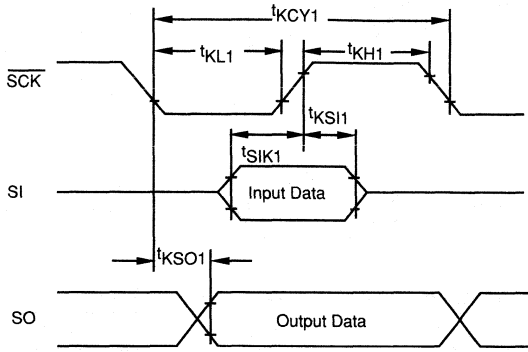 tKCY1
tKL1
tKH1
SCK
tKSI1
tSIK1
SI
Input Data
tKSO1
SO
Output Data